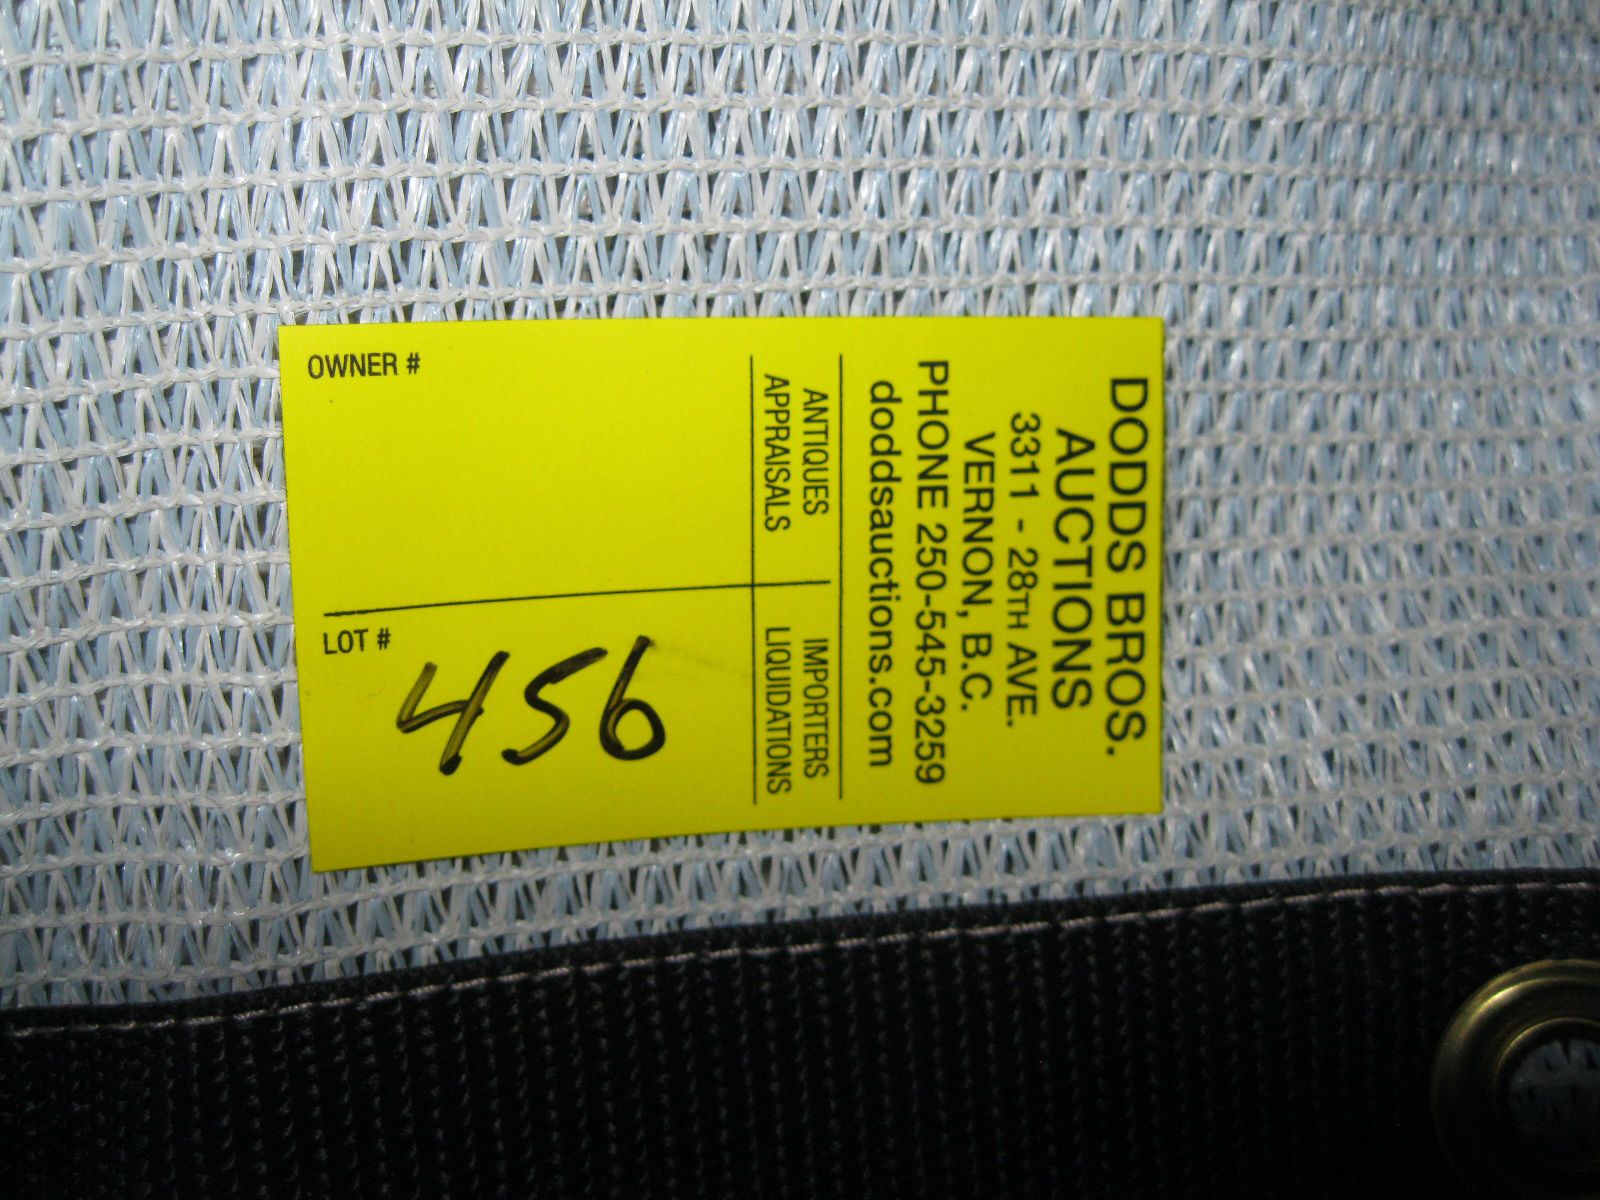 DODDS BROS.
AUCTIONS
3311 - 28TH AVE.
VERNON, B.C.
PHONE 250-545-3259
doddsauctions.com
ANTIQUES
APPRAISALS
IMPORTERS
LIQUIDATIONS
OWNER #
LOT #
456